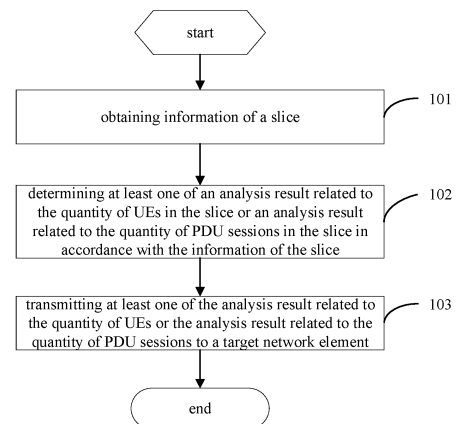 start
obtaining information of a slice
101
determining at least one of an analysis result related to
the quantity of UEs in the slice or an analysis result
related to the quantity of PDU sessions in the slice in
accordance with the information of the slice
102
transmitting at least one of the analysis result related to
the quantity of UEs or the analysis result related to the
quantity of PDU sessions to a target network element
103
end